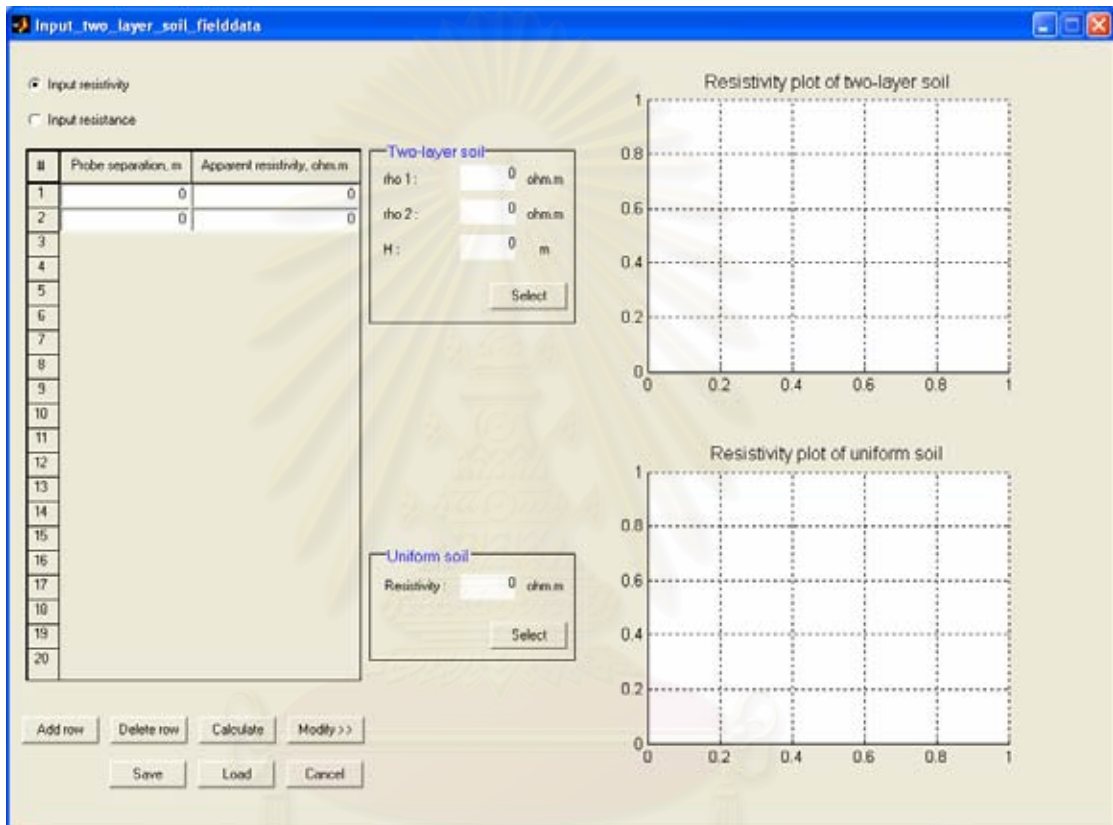 Input_two_layer_soil_fielddata
Input resistivity
Input resistance
# Probe separation, m Apparent resistivity, ohm.m
1 0 0
2 0 0
3
4
5
6
7
8
9
10
11
12
13
14
15
16
17
18
19
20
Add row Delete row Calculate Modify >>
Save Load Cancel
Two-layer soil
rho 1 : 0 ohm.m
rho 2 : 0 ohm.m
H : 0 m
Select
Uniform soil
Resistivity : 0 ohm.m
Select
Resistivity plot of two-layer soil
1
0.8
0.6
0.4
0.2
0
0 0.2 0.4 0.6 0.8 1
Resistivity plot of uniform soil
1
0.8
0.6
0.4
0.2
0
0 0.2 0.4 0.6 0.8 1